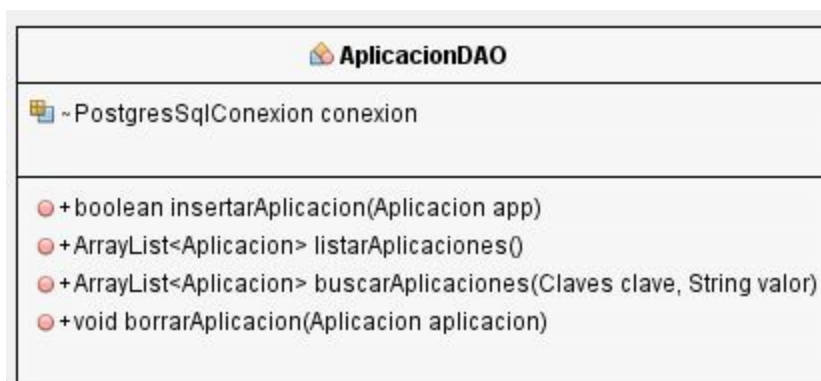 AplicacionDAO
~PostgresSqlConexion conexion
+boolean insertarAplicacion(Aplicacion app)
+ArrayList<Aplicacion> listarAplicaciones()
+ArrayList<Aplicacion> buscarAplicaciones(Claves clave, String valor)
+void borrarAplicacion(Aplicacion aplicacion)